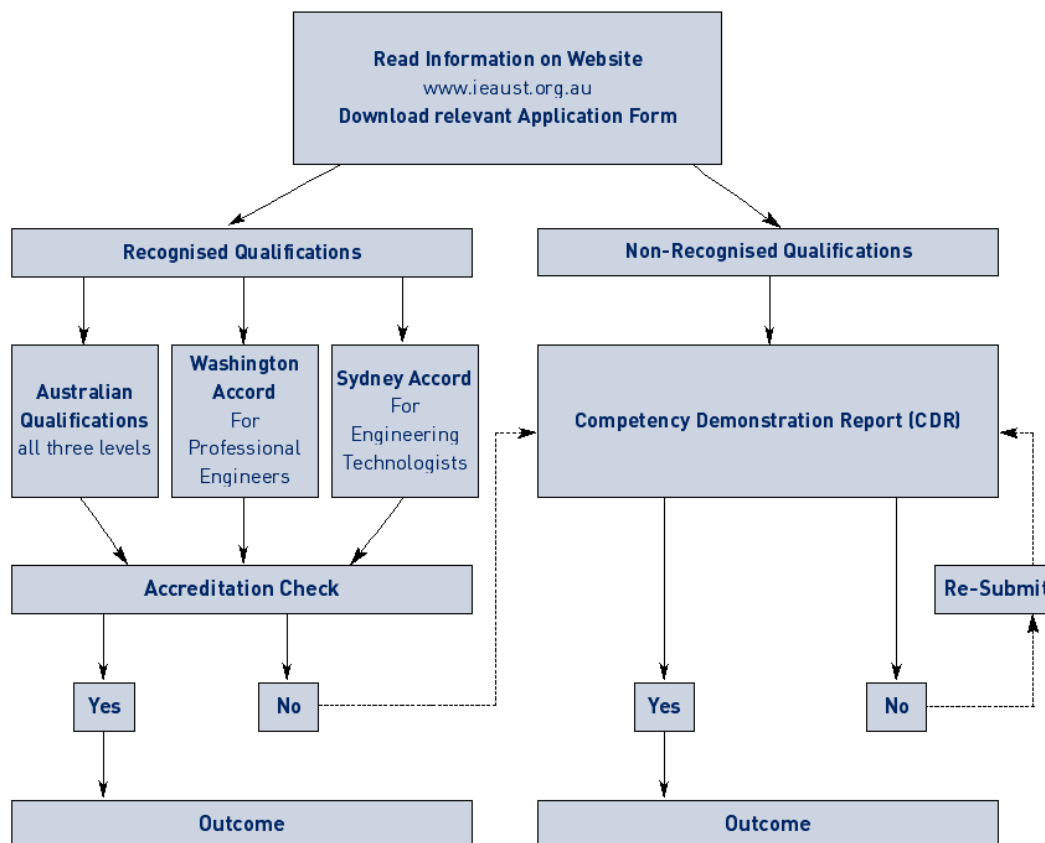 Read Information on Website
www.ieaust.org.au
Download relevant Application Form
Recognised Qualifications
Non-Recognised Qualifications
Australian
Qualifications
all three levels
Washington
Accord
For
Professional
Engineers
Sydney Accord
For
Engineering
Technologists
Competency Demonstration Report (CDR)
Accreditation Check
Re-Submit
Yes
No
Yes
No
Outcome
Outcome